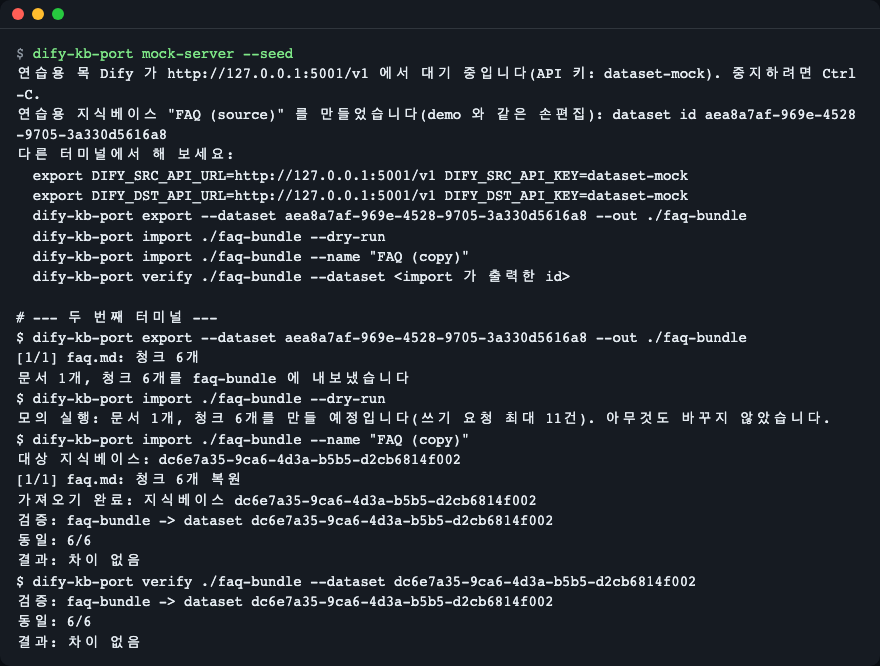 $ dify-kb-port mock-server --seed
연습용 목 Dify 가 http://127.0.0.1:5001/v1 에서 대기 중입니다(API 키: dataset-mock). 중지하려면 Ctrl
-C.
연습용 지식베이스 "FAQ (source)" 를 만들었습니다(demo 와 같은 손편집): dataset id aea8a7af-969e-4528
-9705-3a330d5616a8
다른 터미널에서 해 보세요:
  export DIFY_SRC_API_URL=http://127.0.0.1:5001/v1 DIFY_SRC_API_KEY=dataset-mock
  export DIFY_DST_API_URL=http://127.0.0.1:5001/v1 DIFY_DST_API_KEY=dataset-mock
  dify-kb-port export --dataset aea8a7af-969e-4528-9705-3a330d5616a8 --out ./faq-bundle
  dify-kb-port import ./faq-bundle --dry-run
  dify-kb-port import ./faq-bundle --name "FAQ (copy)"
  dify-kb-port verify ./faq-bundle --dataset <import 가 출력한 id>

# --- 두 번째 터미널 ---
$ dify-kb-port export --dataset aea8a7af-969e-4528-9705-3a330d5616a8 --out ./faq-bundle
[1/1] faq.md: 청크 6개
문서 1개, 청크 6개를 faq-bundle 에 내보냈습니다
$ dify-kb-port import ./faq-bundle --dry-run
모의 실행: 문서 1개, 청크 6개를 만들 예정입니다(쓰기 요청 최대 11건). 아무것도 바꾸지 않았습니다.
$ dify-kb-port import ./faq-bundle --name "FAQ (copy)"
대상 지식베이스: dc6e7a35-9ca6-4d3a-b5b5-d2cb6814f002
[1/1] faq.md: 청크 6개 복원
가져오기 완료: 지식베이스 dc6e7a35-9ca6-4d3a-b5b5-d2cb6814f002
검증: faq-bundle -> dataset dc6e7a35-9ca6-4d3a-b5b5-d2cb6814f002
동일: 6/6
결과: 차이 없음
$ dify-kb-port verify ./faq-bundle --dataset dc6e7a35-9ca6-4d3a-b5b5-d2cb6814f002
검증: faq-bundle -> dataset dc6e7a35-9ca6-4d3a-b5b5-d2cb6814f002
동일: 6/6
결과: 차이 없음